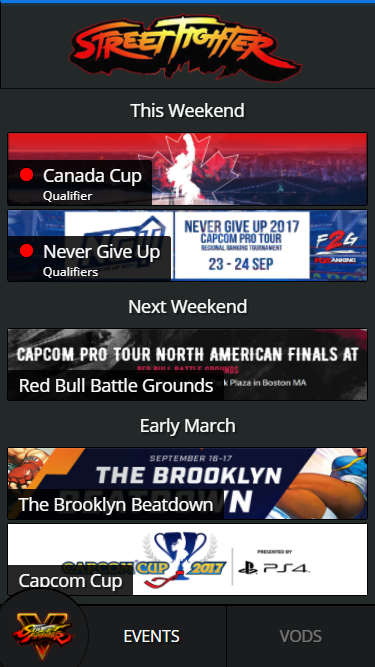 STREET FIGHTER
This Weekend
Canada Cup
Qualifier
NEVER GIVE UP 2017
CAPCOM PRO TOUR
REGIONAL RANKING TOURNAMENT
23 - 24 SEP
F2G
Never Give Up
Qualifiers
Next Weekend
CAPCOM PRO TOUR NORTH AMERICAN FINALS AT
RED BULL BATTLE GROUNDS
Plaza in Boston MA
Red Bull Battle Grounds
Early March
SEPTEMBER 16-17
THE BROOKLYN
The Brooklyn Beatdown
CAPCOM CUP 2017
PRESENTED BY
PS4
Capcom Cup
STREET FIGHTER
V
EVENTS
VODS